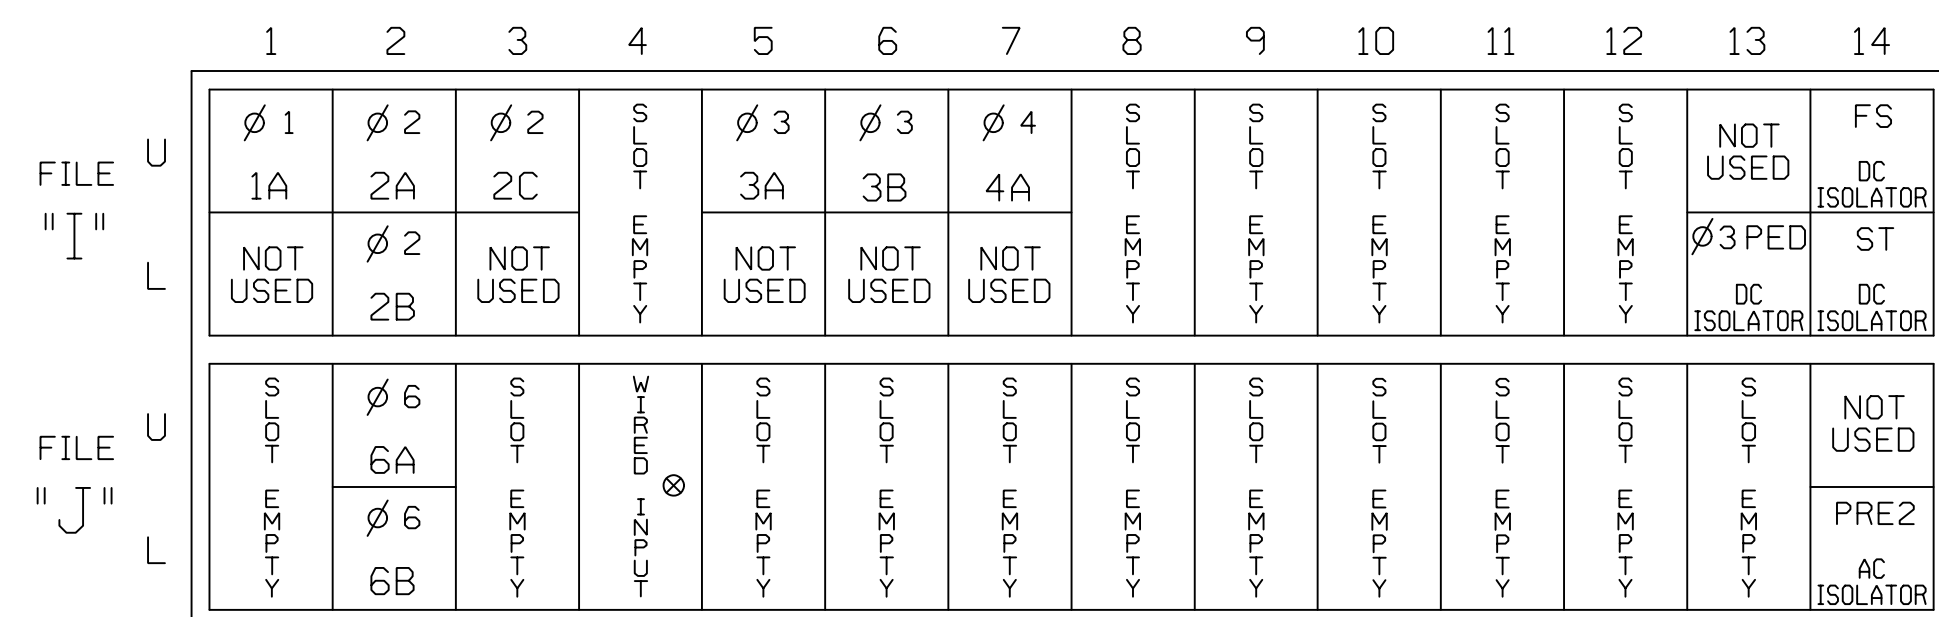 1 2 3 4 5 6 7 8 9 10 11 12 13 14
FILE "I"
U
L
Ø 1 1A
NOT USED
Ø 2 2A
Ø 2 2B
Ø 2 2C
NOT USED
SLOT EMPTY
Ø 3 3A
NOT USED
Ø 3 3B
NOT USED
Ø 4 4A
NOT USED
SLOT EMPTY
SLOT EMPTY
SLOT EMPTY
SLOT EMPTY
SLOT EMPTY
NOT USED
Ø 3 PED DC ISOLATOR
FS DC ISOLATOR
ST DC ISOLATOR
FILE "J"
U
L
SLOT EMPTY
Ø 6 6A
Ø 6 6B
SLOT EMPTY
WIRED INPUT ⊗
SLOT EMPTY
SLOT EMPTY
SLOT EMPTY
SLOT EMPTY
SLOT EMPTY
SLOT EMPTY
SLOT EMPTY
SLOT EMPTY
SLOT EMPTY
NOT USED
PRE2 AC ISOLATOR